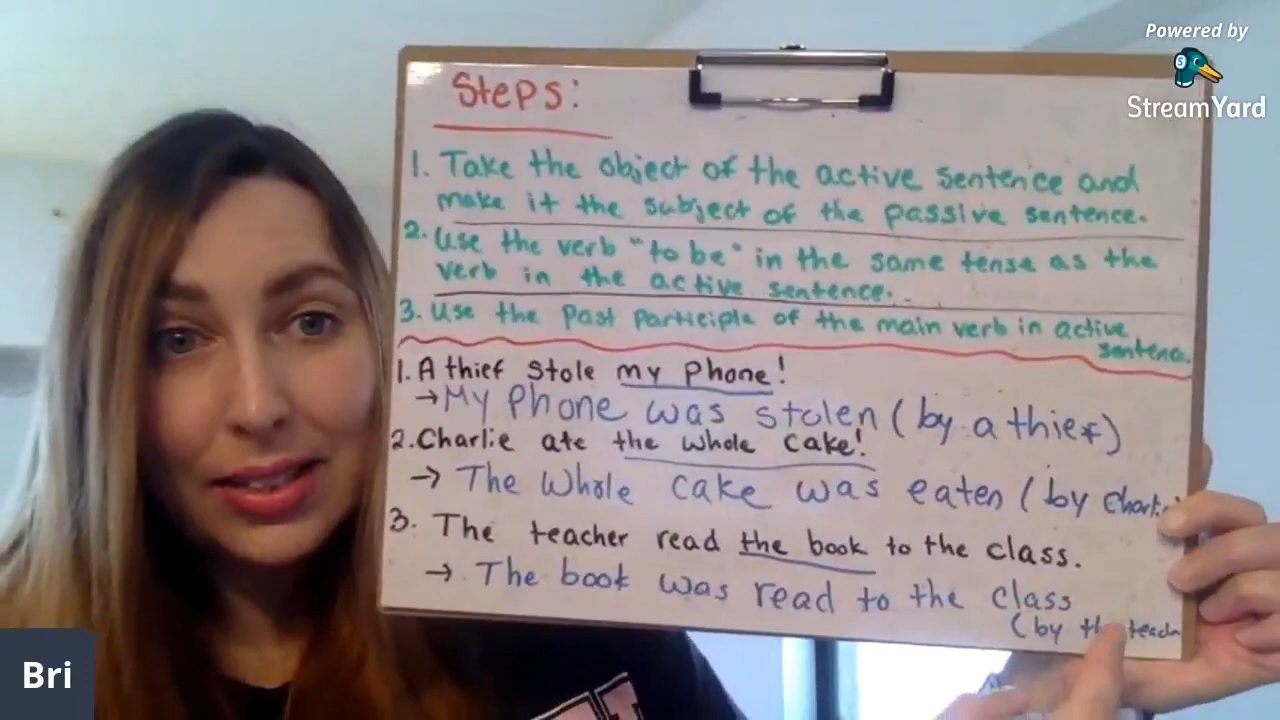 Powered by
StreamYard
Steps:
1. Take the object of the active sentence and
make it the subject of the passive sentence.
2. Use the verb "to be" in the same tense as the
verb in the active sentence.
3. Use the Past Participle of the main verb in active
sentenc.
1. A thief stole my phone!
→ My Phone was stolen (by a thief)
2. Charlie ate the whole cake!
→ The Whole cake was eaten (by Charli
3. The teacher read the book to the class.
→ The book was read to the class
(by the teach
Bri